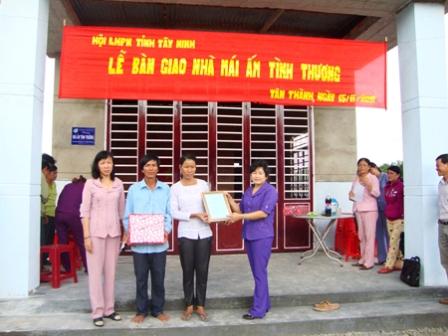 HỘI LHPN TỈNH TÂY NINH
LỄ BÀN GIAO NHÀ MÁI ẤM TÌNH THƯƠNG
TÂN THÀNH, NGÀY